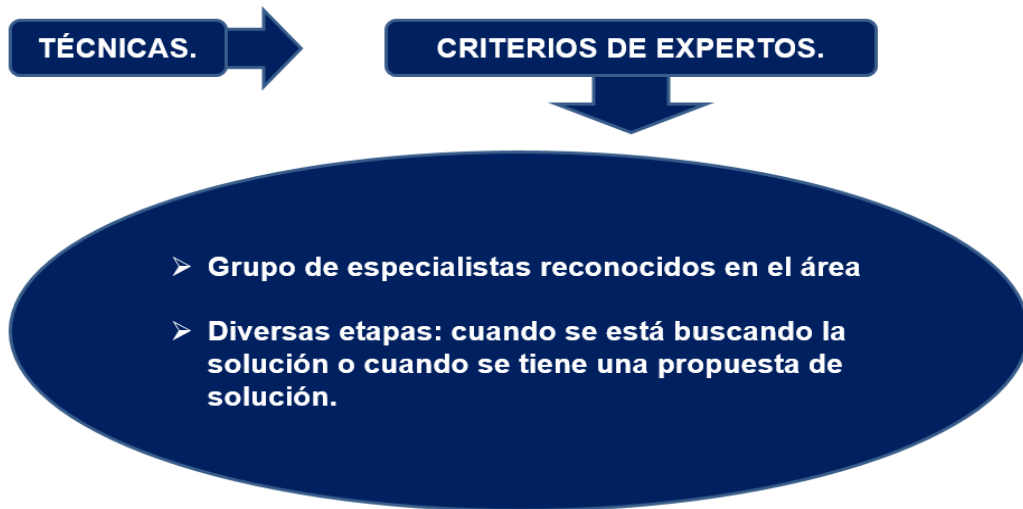 TÉCNICAS.
CRITERIOS DE EXPERTOS.
➢ Grupo de especialistas reconocidos en el área
➢ Diversas etapas: cuando se está buscando la
solución o cuando se tiene una propuesta de
solución.